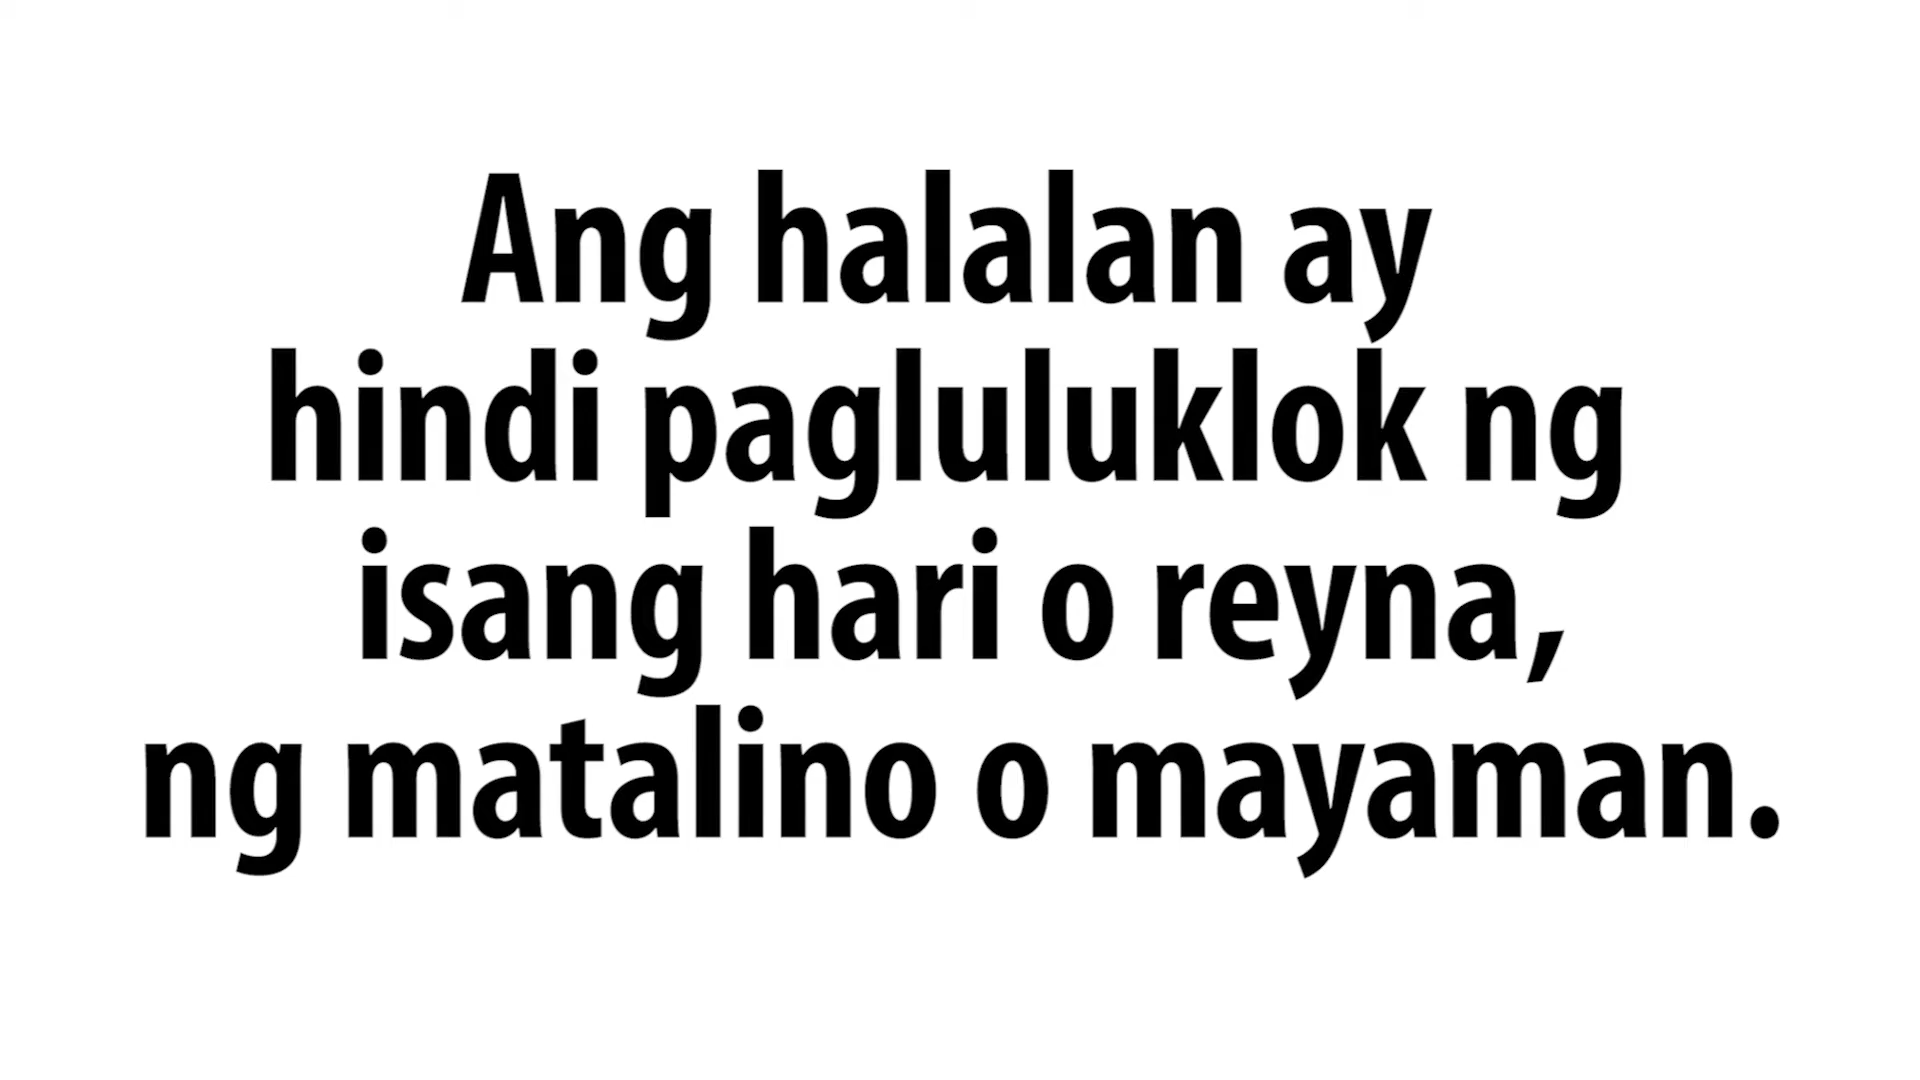 Ang halalan ay
hindi pagluluklok ng
isang hari o reyna,
ng matalino o mayaman.